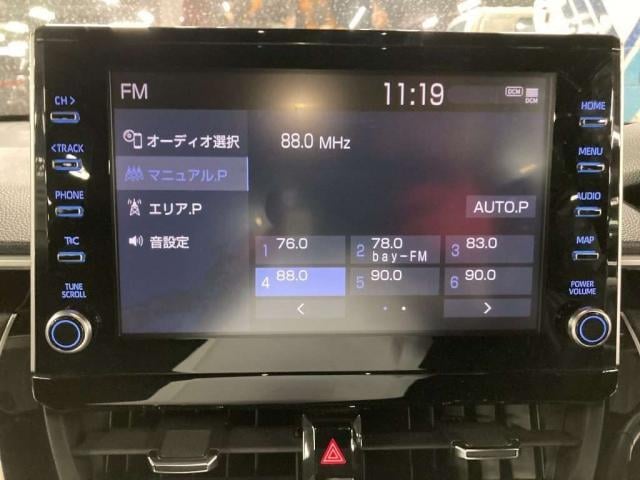 FM
11:19
DCM
DCM
CH >
< TRACK
PHONE
T&C
TUNE
SCROLL
オーディオ選択
マニュアル.P
エリア.P
音設定
88.0 MHz
AUTO.P
1 76.0
2 78.0
bay-FM
3 83.0
4 88.0
5 90.0
6 90.0
<
>
HOME
MENU
AUDIO
MAP
POWER
VOLUME